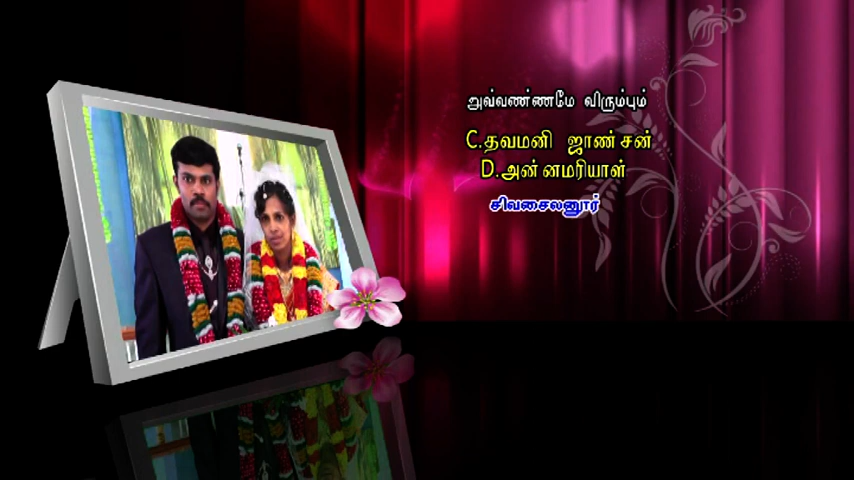 அவ்வண்ணமே விரும்பும்
C.தவமணி ஜான்சன்
D.அன்னமரியாள்
சிவசைலனூர்